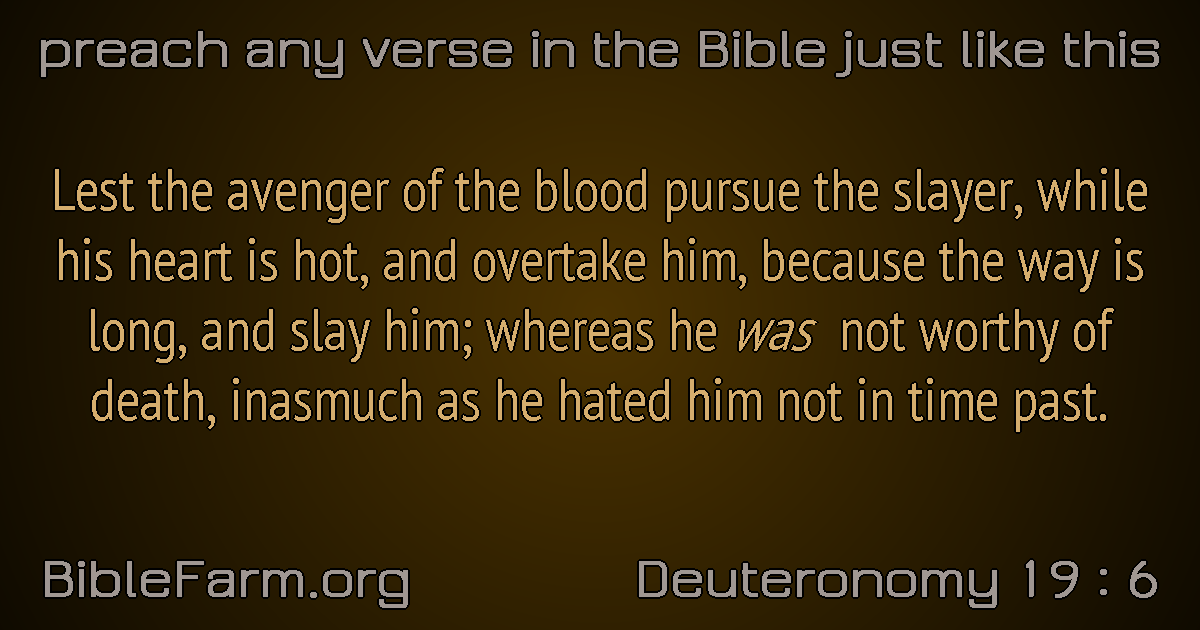 preach any verse in the Bible just like this
Lest the avenger of the blood pursue the slayer, while
his heart is hot, and overtake him, because the way is
long, and slay him; whereas he was not worthy of
death, inasmuch as he hated him not in time past.
BibleFarm.org
Deuteronomy 19 : 6